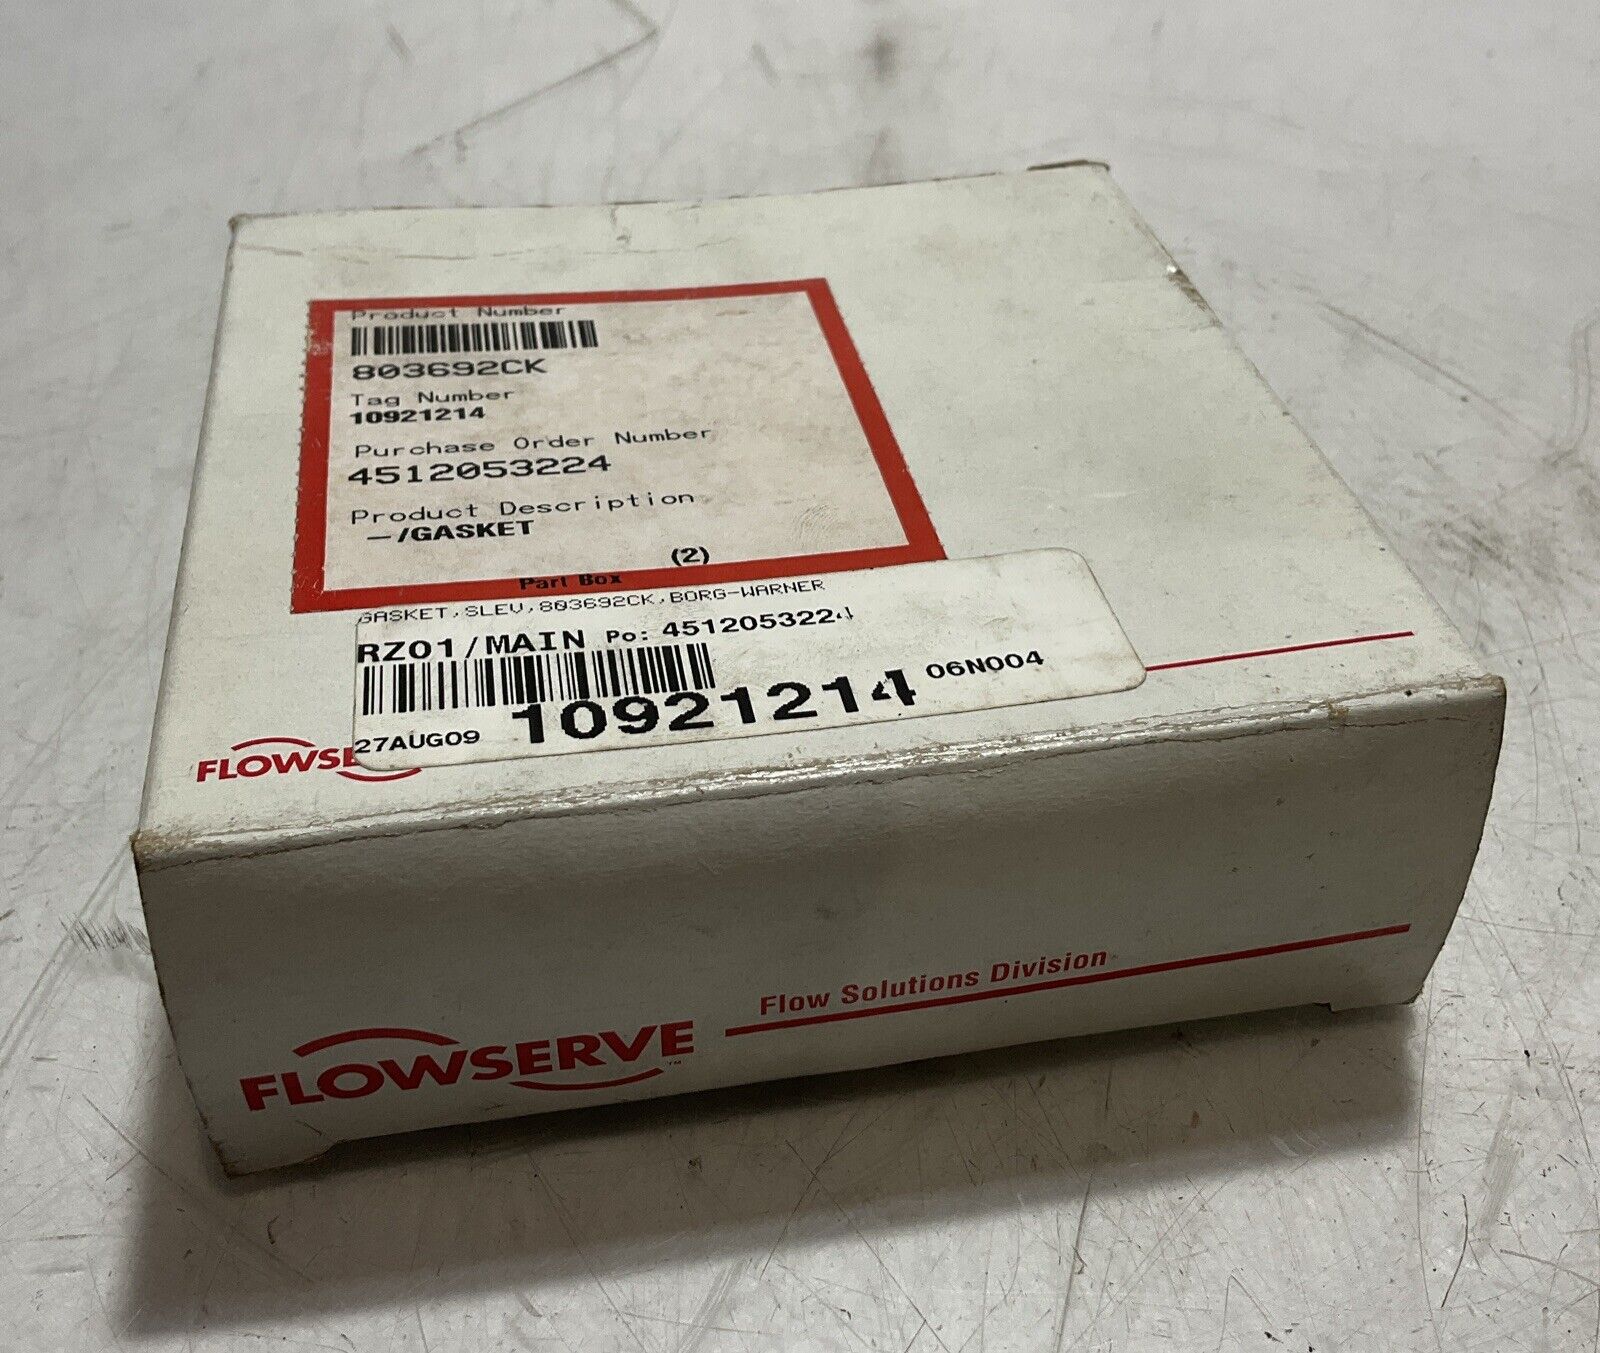 Product Number
803692CK
Tag Number
10921214
Purchase Order Number
4512053224
Product Description
—/GASKET
(2)
Part Box
GASKET,SLEV,803692CK,BORG-WARNER
RZ01/MAIN Po: 4512053224
10921214 06N004
27AUG09
FLOWSE
Flow Solutions Division
FLOWSERVE™